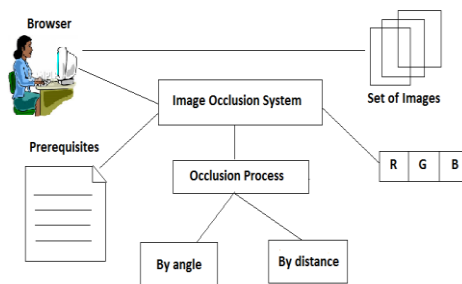 Browser
Set of Images
Image Occlusion System
Prerequisites
R G B
Occlusion Process
By angle
By distance